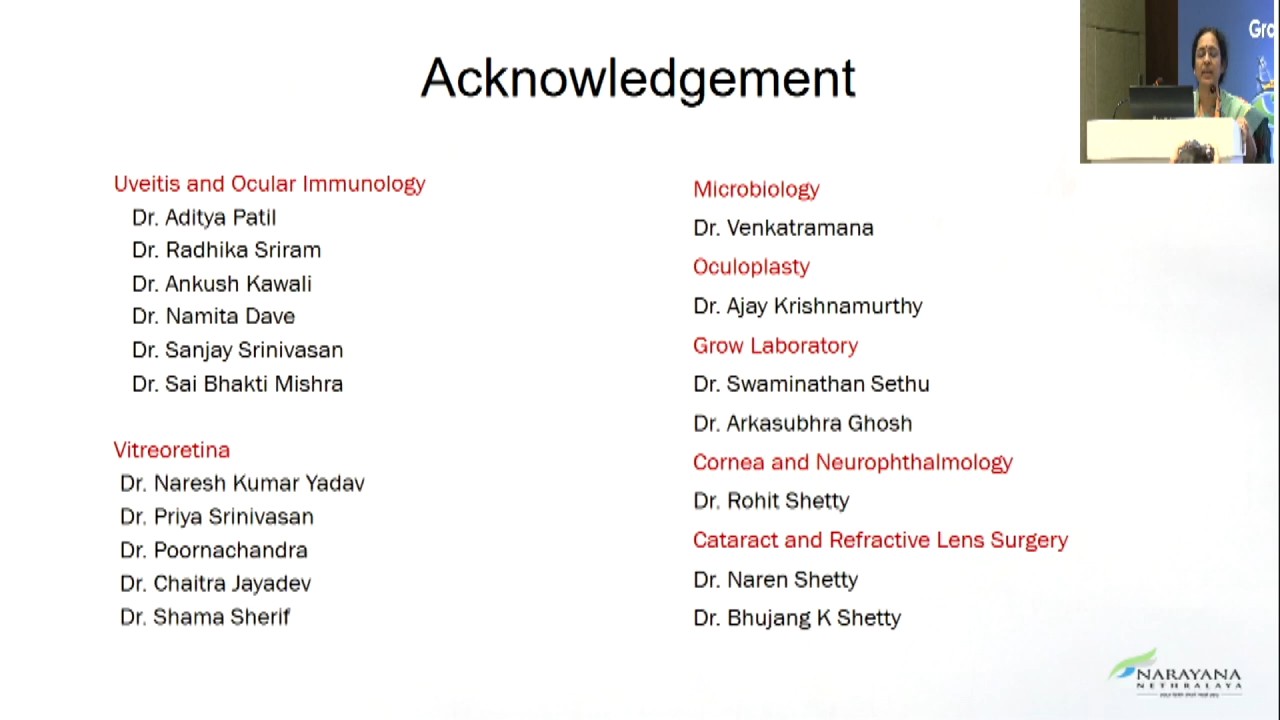 Acknowledgement
Uveitis and Ocular Immunology
Dr. Aditya Patil
Dr. Radhika Sriram
Dr. Ankush Kawali
Dr. Namita Dave
Dr. Sanjay Srinivasan
Dr. Sai Bhakti Mishra
Vitreoretina
Dr. Naresh Kumar Yadav
Dr. Priya Srinivasan
Dr. Poornachandra
Dr. Chaitra Jayadev
Dr. Shama Sherif
Microbiology
Dr. Venkatramana
Oculoplasty
Dr. Ajay Krishnamurthy
Grow Laboratory
Dr. Swaminathan Sethu
Dr. Arkasubhra Ghosh
Cornea and Neurophthalmology
Dr. Rohit Shetty
Cataract and Refractive Lens Surgery
Dr. Naren Shetty
Dr. Bhujang K Shetty
NARAYANA
NETHRALAYA